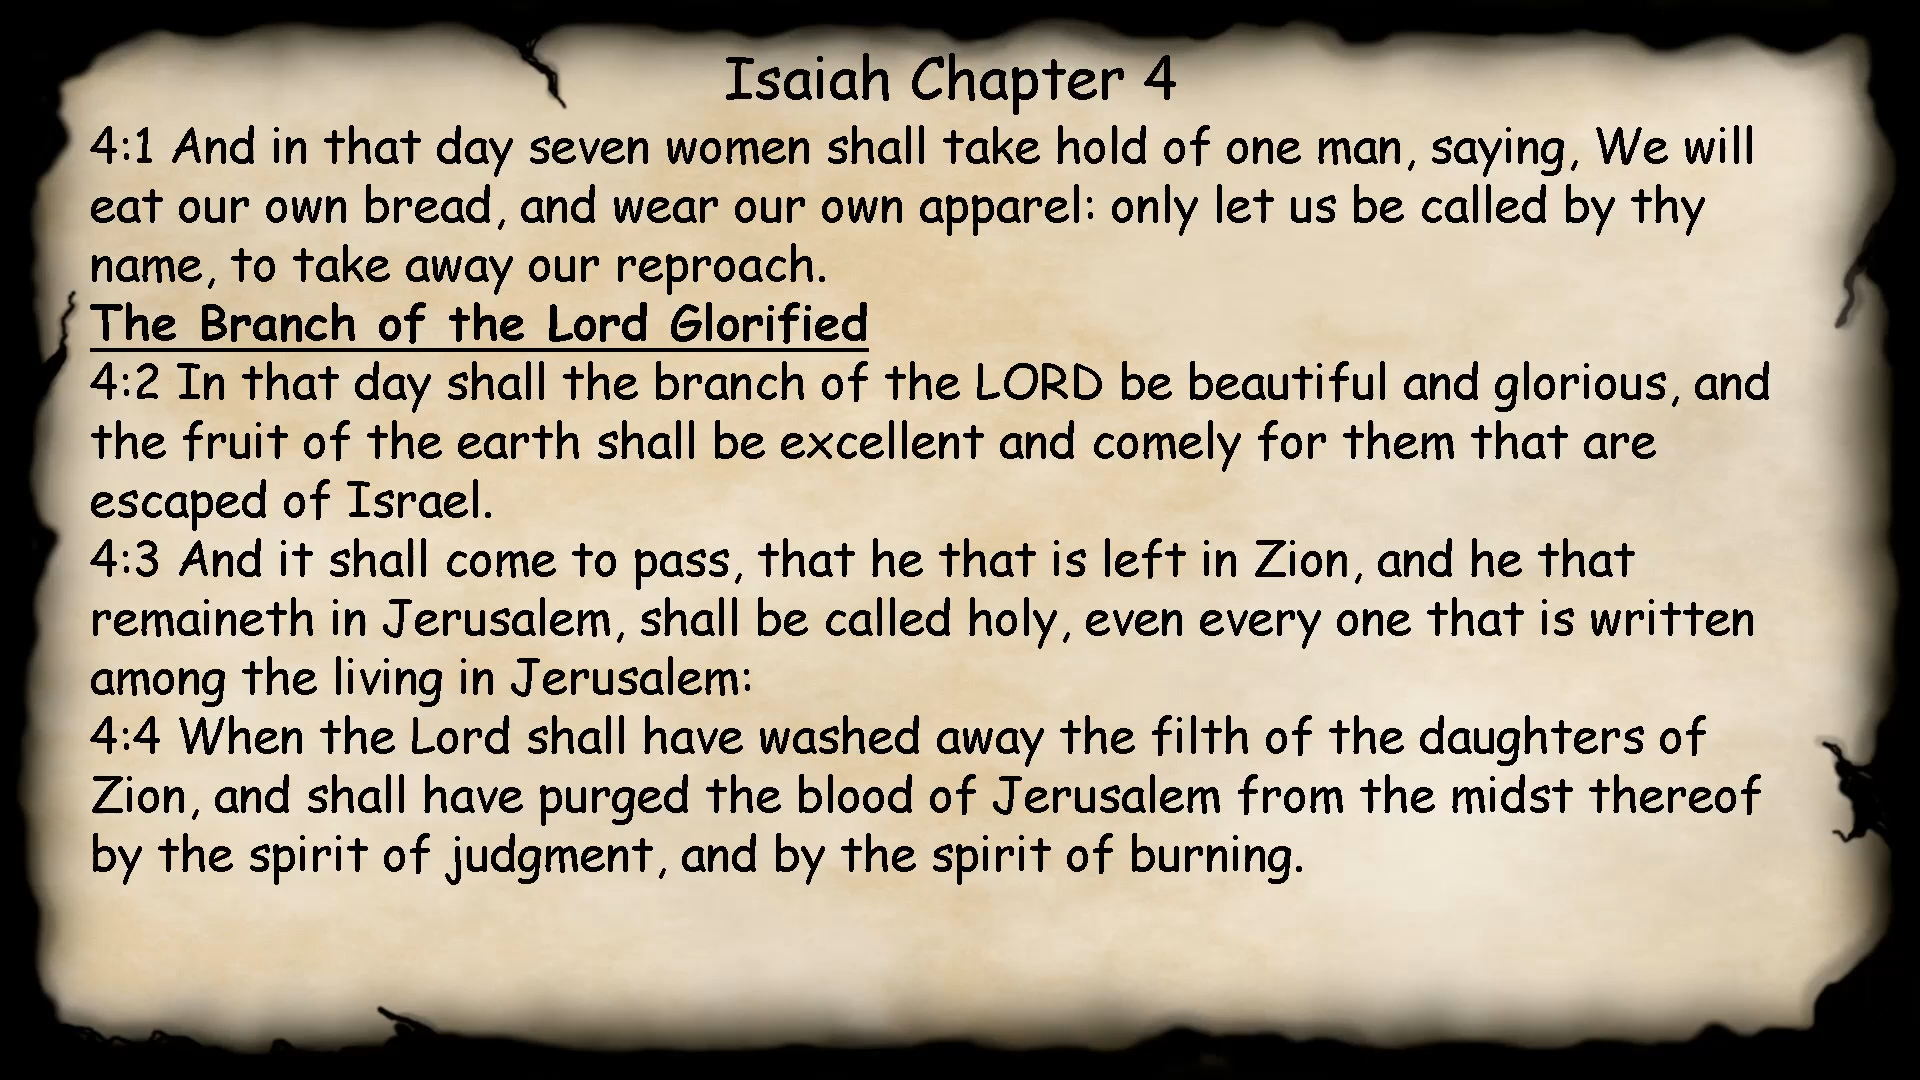 Isaiah Chapter 4
4:1 And in that day seven women shall take hold of one man, saying, We will
eat our own bread, and wear our own apparel: only let us be called by thy
name, to take away our reproach.
The Branch of the Lord Glorified
4:2 In that day shall the branch of the LORD be beautiful and glorious, and
the fruit of the earth shall be excellent and comely for them that are
escaped of Israel.
4:3 And it shall come to pass, that he that is left in Zion, and he that
remaineth in Jerusalem, shall be called holy, even every one that is written
among the living in Jerusalem:
4:4 When the Lord shall have washed away the filth of the daughters of
Zion, and shall have purged the blood of Jerusalem from the midst thereof
by the spirit of judgment, and by the spirit of burning.